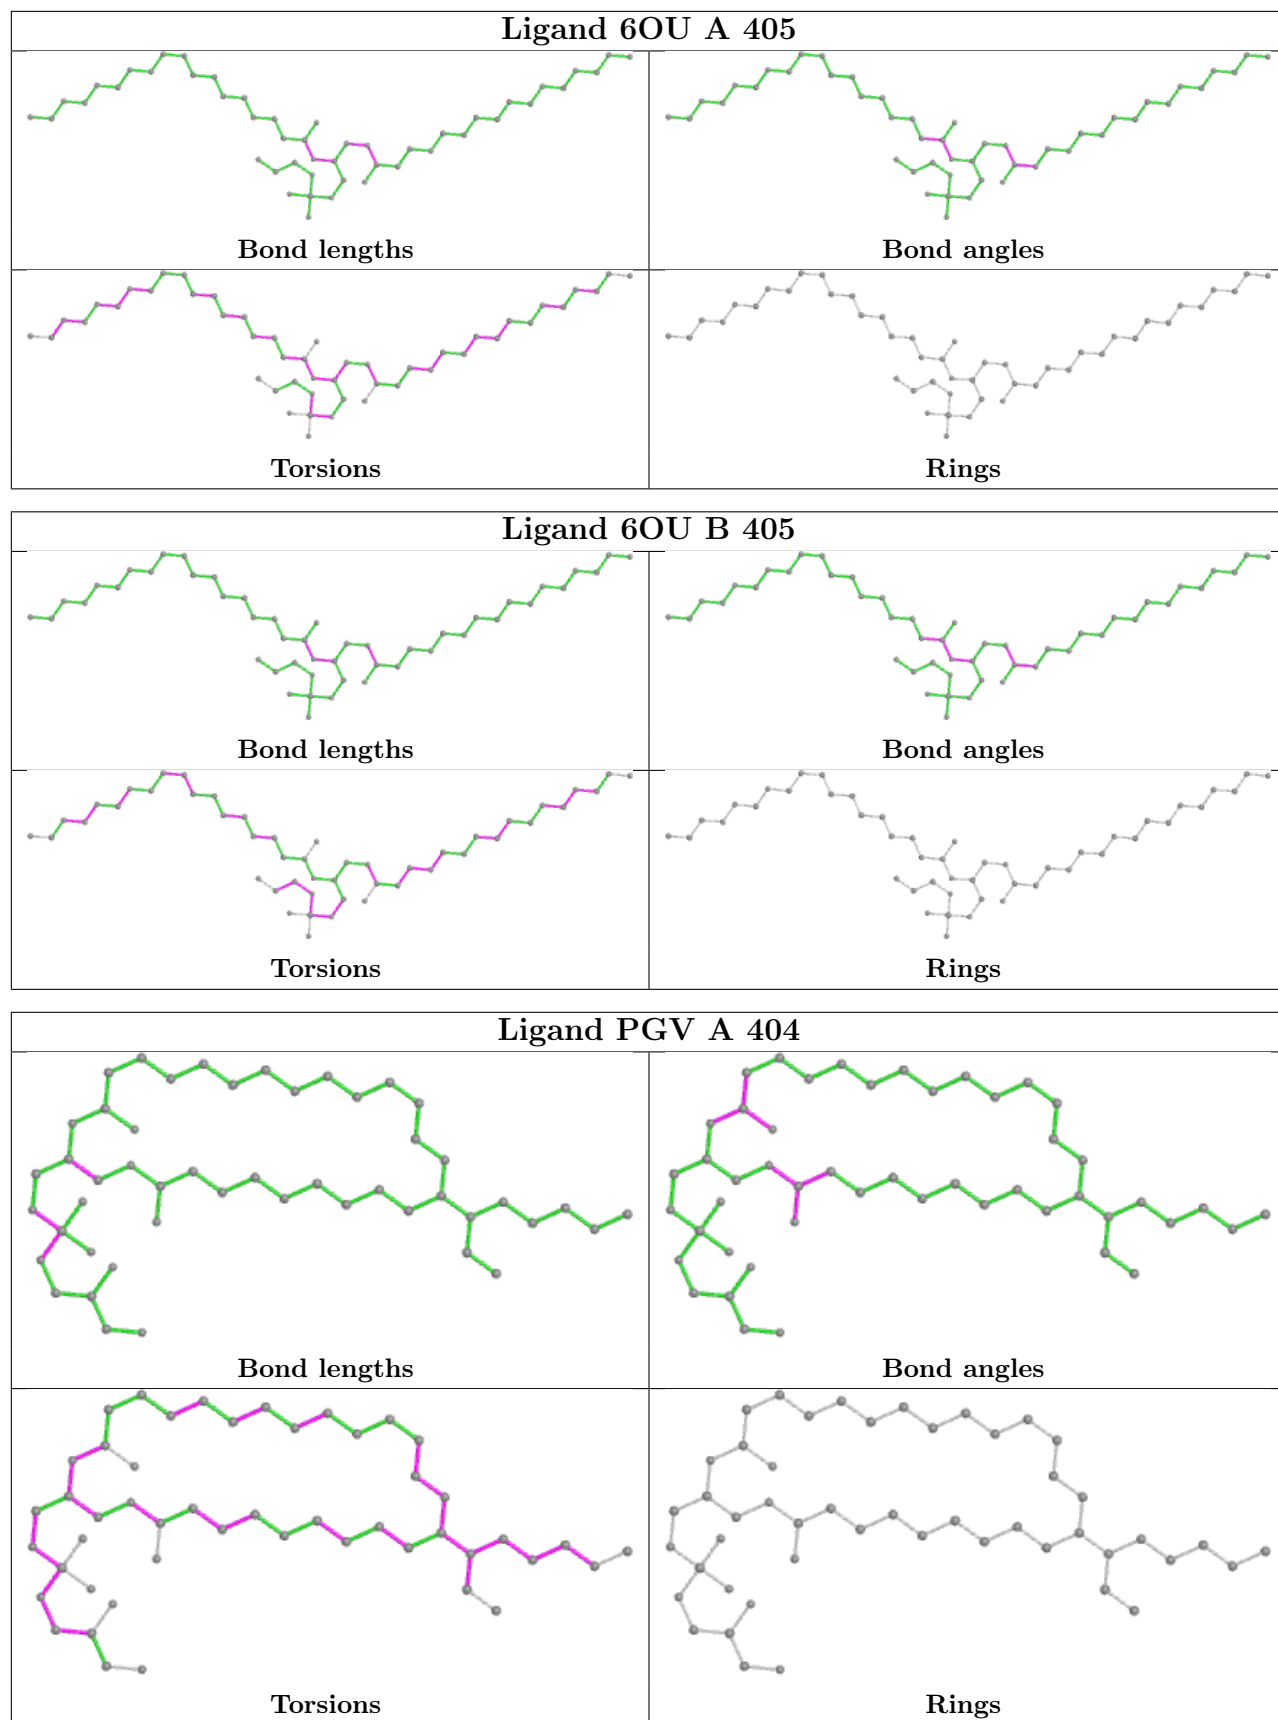 Ligand 6OU A 405
Bond lengths
Bond angles
Torsions
Rings
Ligand 6OU B 405
Bond lengths
Bond angles
Torsions
Rings
Ligand PGV A 404
Bond lengths
Bond angles
Torsions
Rings